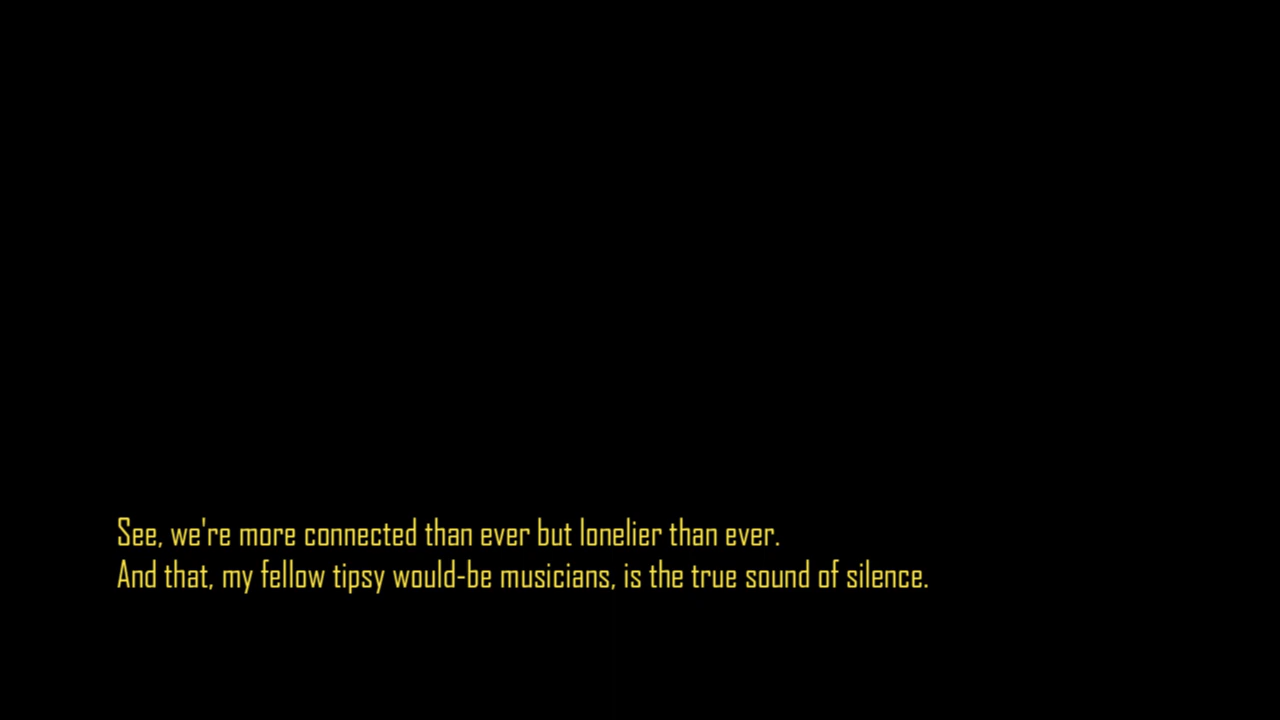 See, we're more connected than ever but lonelier than ever.
And that, my fellow tipsy would-be musicians, is the true sound of silence.